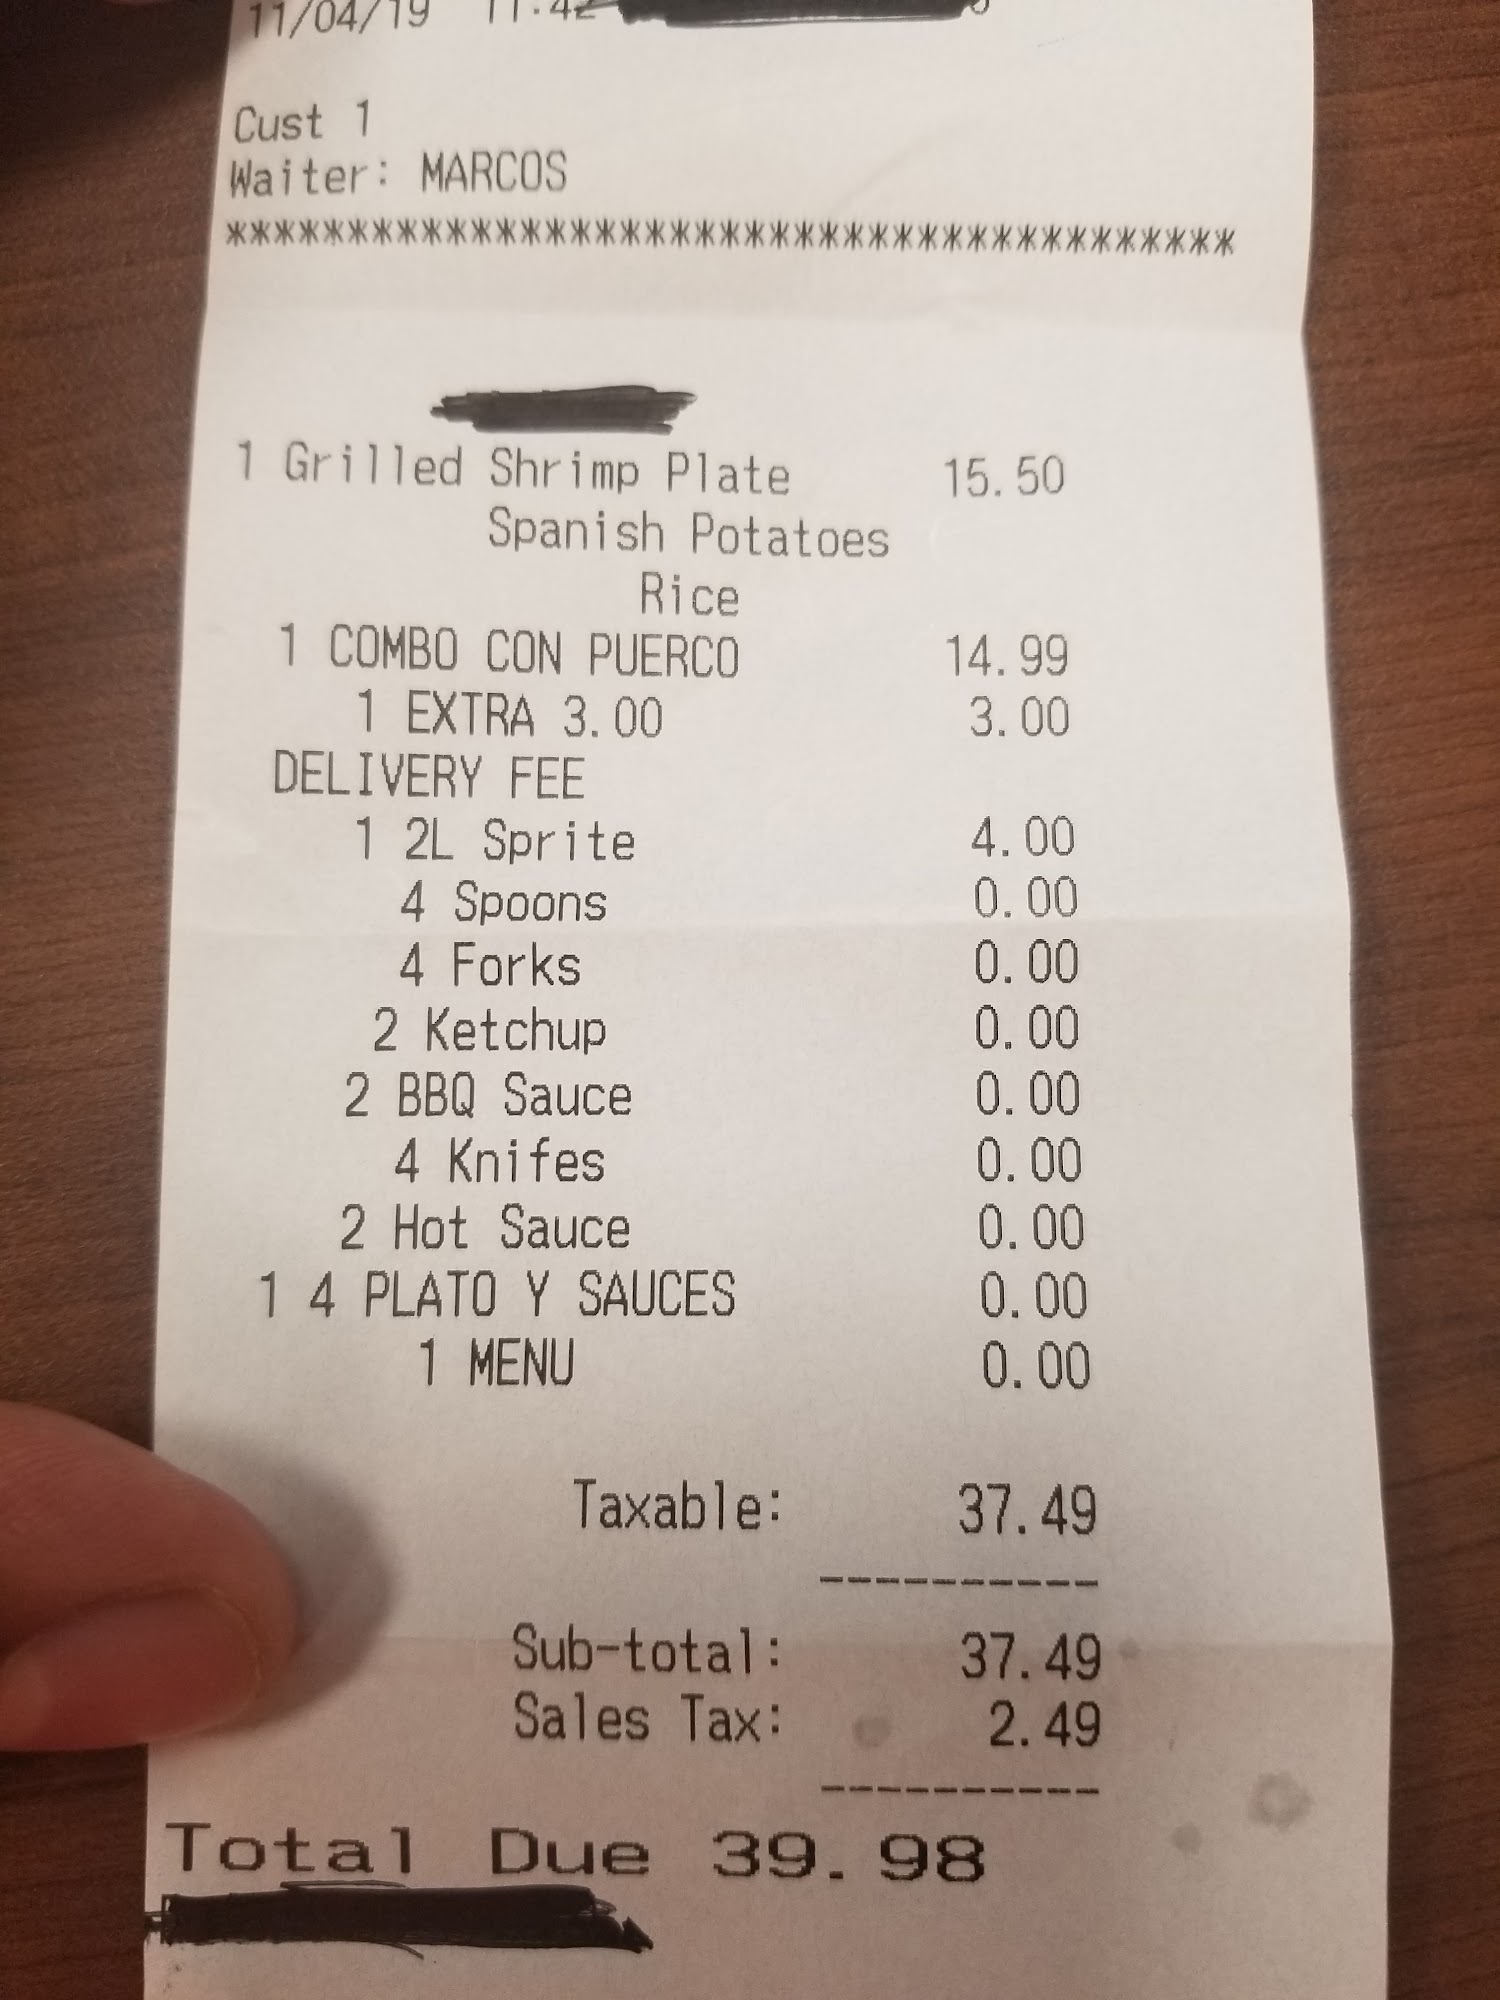 11/04/19 11:42
Cust 1
Waiter: MARCOS
*****************************************
1 Grilled Shrimp Plate 15.50
Spanish Potatoes
Rice
1 COMBO CON PUERCO 14.99
1 EXTRA 3.00 3.00
DELIVERY FEE
1 2L Sprite 4.00
4 Spoons 0.00
4 Forks 0.00
2 Ketchup 0.00
2 BBQ Sauce 0.00
4 Knifes 0.00
2 Hot Sauce 0.00
1 4 PLATO Y SAUCES 0.00
1 MENU 0.00
Taxable: 37.49
----------
Sub-total: 37.49
Sales Tax: 2.49
----------
Total Due 39.98